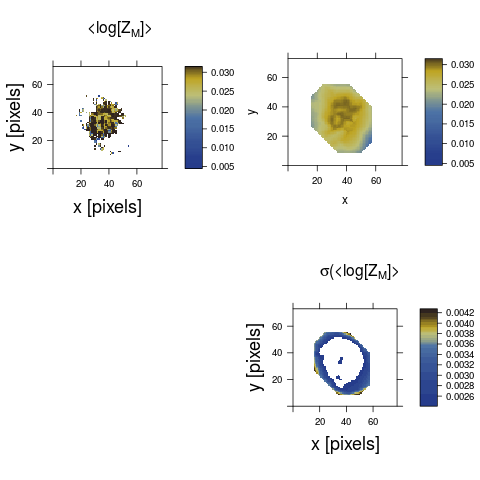 <log[Z_M]>
60
40
20
20 40 60
y [pixels]
x [pixels]
0.030
0.025
0.020
0.015
0.010
0.005
60
40
20
20 40 60
y
x
0.030
0.025
0.020
0.015
0.010
0.005
σ(<log[Z_M]>
60
40
20
20 40 60
y [pixels]
x [pixels]
0.0042
0.0040
0.0038
0.0036
0.0034
0.0032
0.0030
0.0028
0.0026